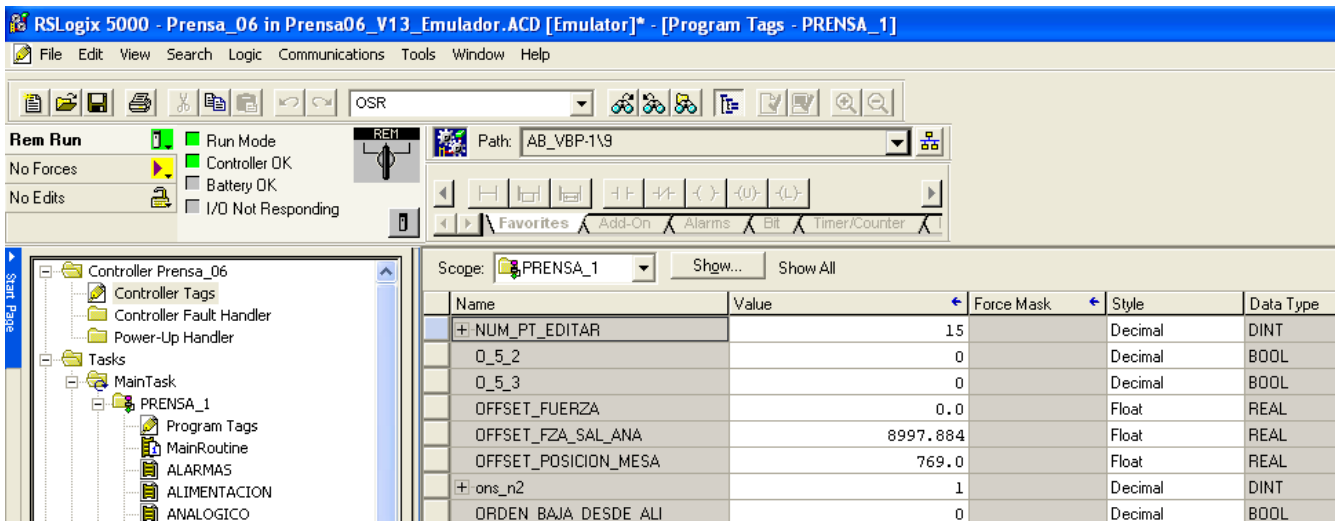 RSLogix 5000 - Prensa_06 in Prensa06_V13_Emulador.ACD [Emulator]* - [Program Tags - PRENSA_1]
File Edit View Search Logic Communications Tools Window Help
OSR
Rem Run
No Forces
No Edits
Run Mode
Controller OK
Battery OK
I/O Not Responding
REM
Path: AB_VBP-1\9
Favorites Add-On Alarms Bit Timer/Counter
Start Page
Controller Prensa_06
Controller Tags
Controller Fault Handler
Power-Up Handler
Tasks
MainTask
PRENSA_1
Program Tags
MainRoutine
ALARMAS
ALIMENTACION
ANALOGICO
Scope: PRENSA_1 Show... Show All
Name Value Force Mask Style Data Type
NUM_PT_EDITAR 15 Decimal DINT
O_5_2 0 Decimal BOOL
O_5_3 0 Decimal BOOL
OFFSET_FUERZA 0.0 Float REAL
OFFSET_FZA_SAL_ANA 8997.884 Float REAL
OFFSET_POSICION_MESA 769.0 Float REAL
ons_n2 1 Decimal DINT
ORDEN_BAJA_DESDE_ALI 0 Decimal BOOL